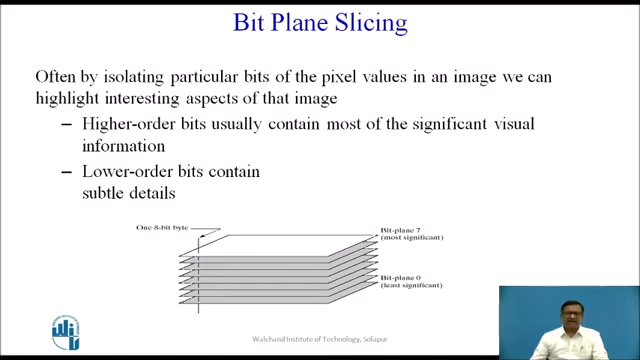 Bit Plane Slicing
Often by isolating particular bits of the pixel values in an image we can
highlight interesting aspects of that image
– Higher-order bits usually contain most of the significant visual
information
– Lower-order bits contain
subtle details
One 8-bit byte
Bit-plane 7
(most significant)
Bit-plane 0
(least significant)
Walchand Institute of Technology, Solapur